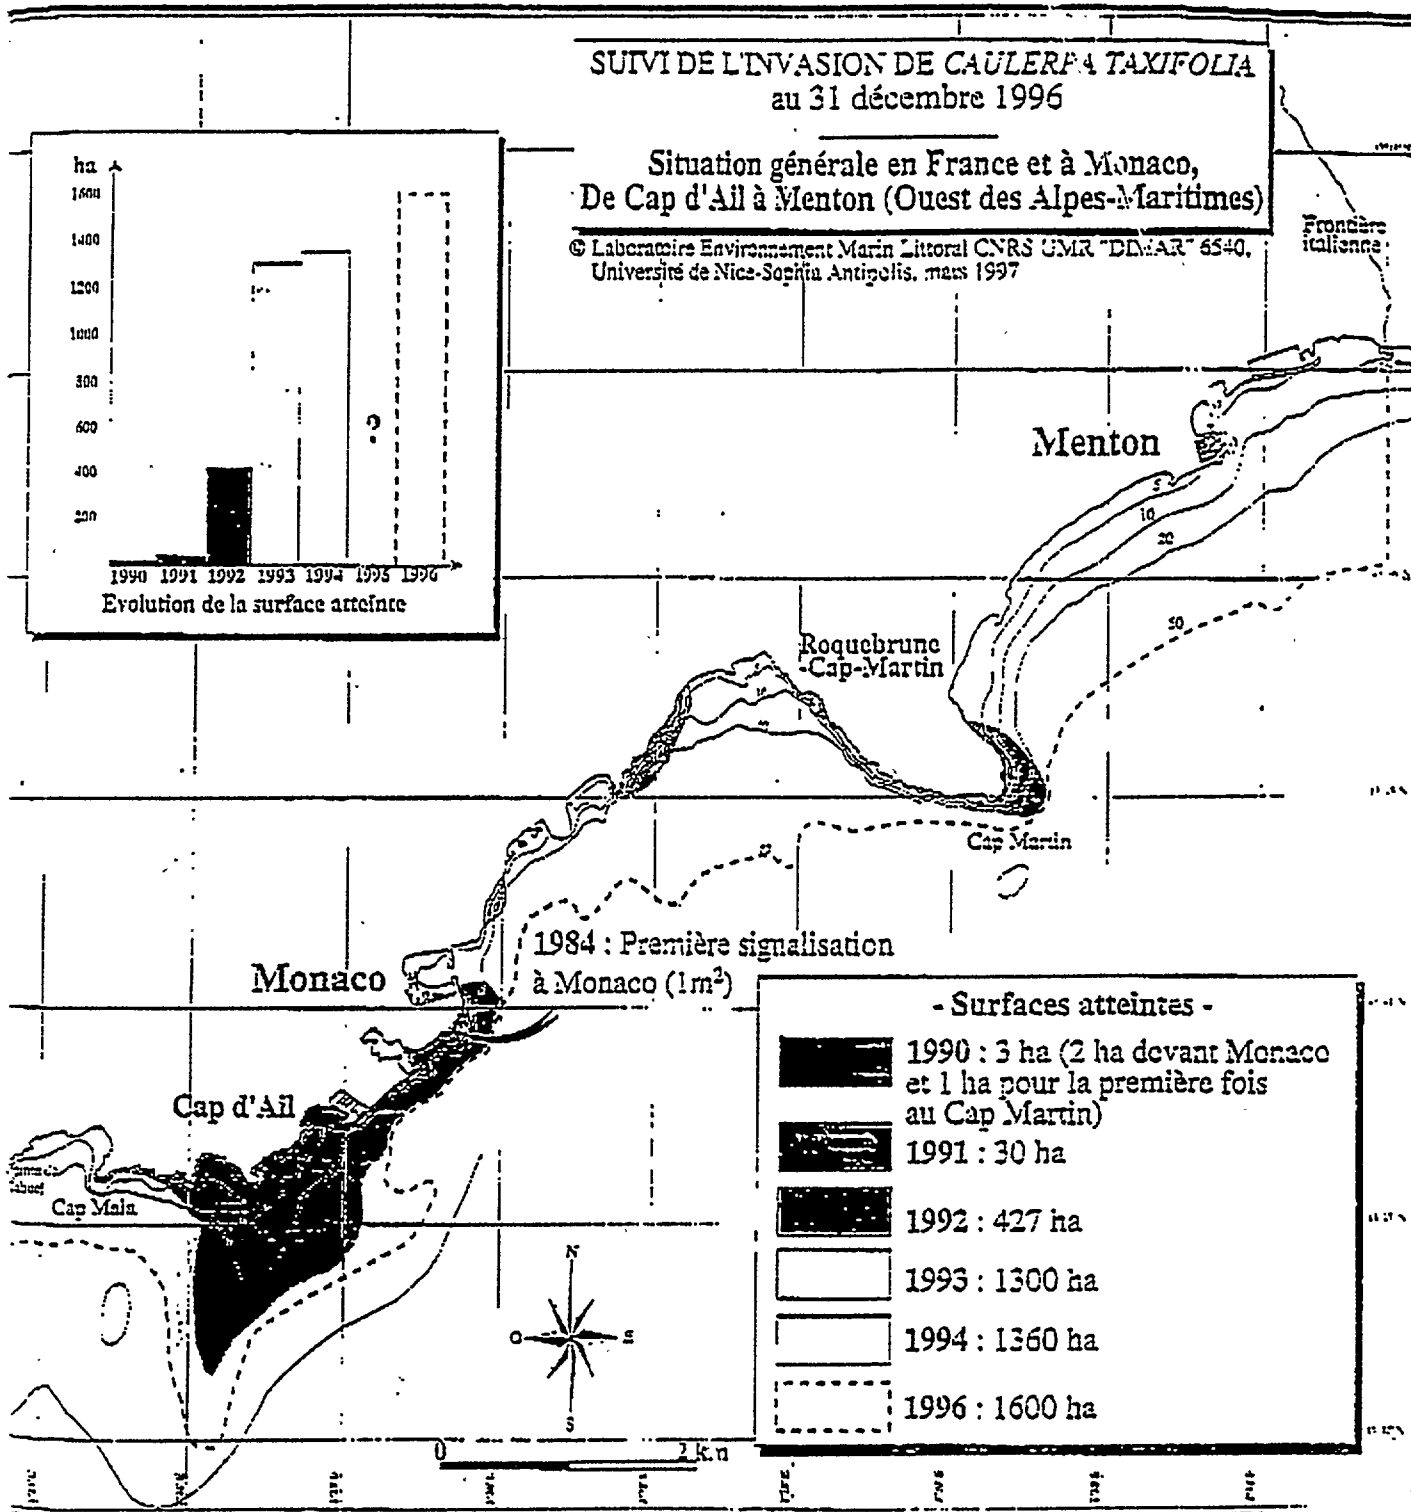 SUIVI DE L'INVASION DE CAULERPA TAXIFOLIA
au 31 décembre 1996
Situation générale en France et à Monaco,
De Cap d'Ail à Menton (Ouest des Alpes-Maritimes)
© Laboratoire Environnement Marin Littoral CNRS UMR "DIMAR" 6540,
Université de Nice-Sophia Antipolis, mars 1997
ha
1600
1400
1200
1000
800
600
400
200
?
1990 1991 1992 1993 1994 1995 1996
Evolution de la surface atteinte
Frontière
italienne
Menton
5
10
20
50
Roquebrune
-Cap-Martin
Cap Martin
1984 : Première signalisation
à Monaco (1m²)
Monaco
Cap d'Ail
Cap Mala
N
O
S
0
2 km
- Surfaces atteintes -
1990 : 3 ha (2 ha devant Monaco
et 1 ha pour la première fois
au Cap Martin)
1991 : 30 ha
1992 : 427 ha
1993 : 1300 ha
1994 : 1360 ha
1996 : 1600 ha